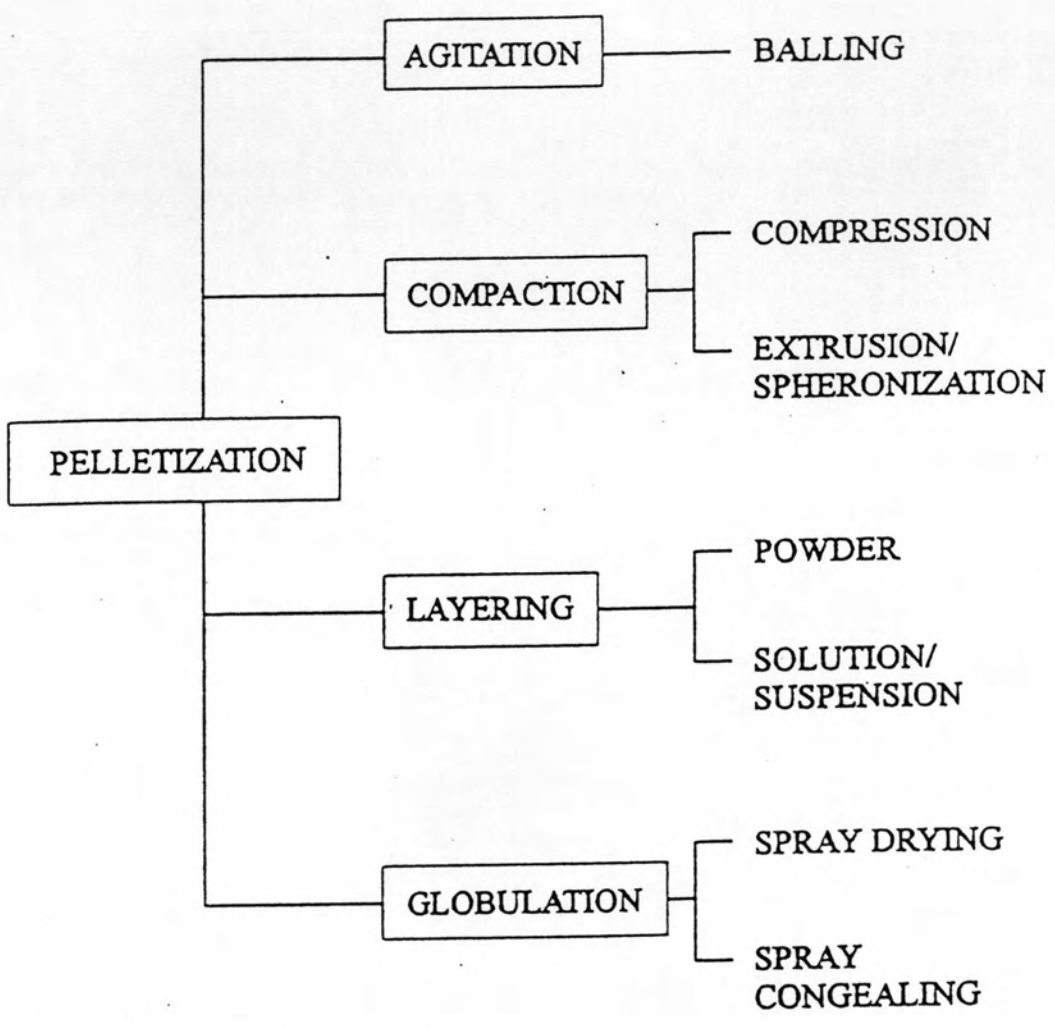 AGITATION
BALLING
COMPACTION
COMPRESSION
EXTRUSION/
SPHERONIZATION
PELLETIZATION
LAYERING
POWDER
SOLUTION/
SUSPENSION
GLOBULATION
SPRAY DRYING
SPRAY
CONGEALING